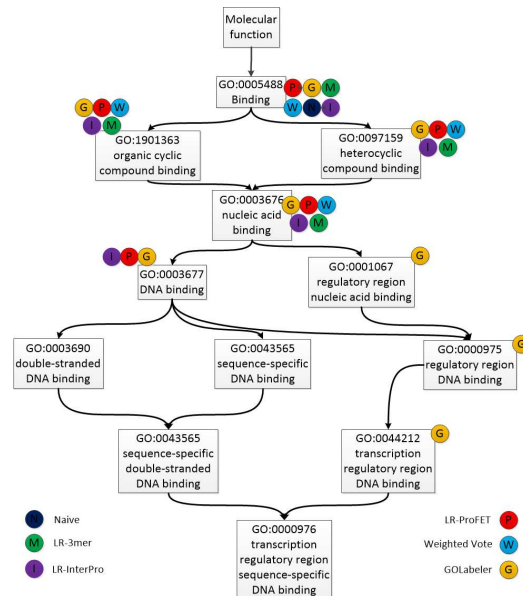 Molecular
function
GO:0005488
Binding
P G M
W N I
G P W
I M
GO:1901363
organic cyclic
compound binding
G P W
I M
GO:0097159
heterocyclic
compound binding
GO:0003676
nucleic acid
binding
G P W
I M
I P G
GO:0003677
DNA binding
G
GO:0001067
regulatory region
nucleic acid binding
GO:0003690
double-stranded
DNA binding
GO:0043565
sequence-specific
DNA binding
G
GO:0000975
regulatory region
DNA binding
GO:0043565
sequence-specific
double-stranded
DNA binding
G
GO:0044212
transcription
regulatory region
DNA binding
GO:0000976
transcription
regulatory region
sequence-specific
DNA binding
N Naive
M LR-3mer
I LR-InterPro
LR-ProFET P
Weighted Vote W
GOLabeler G